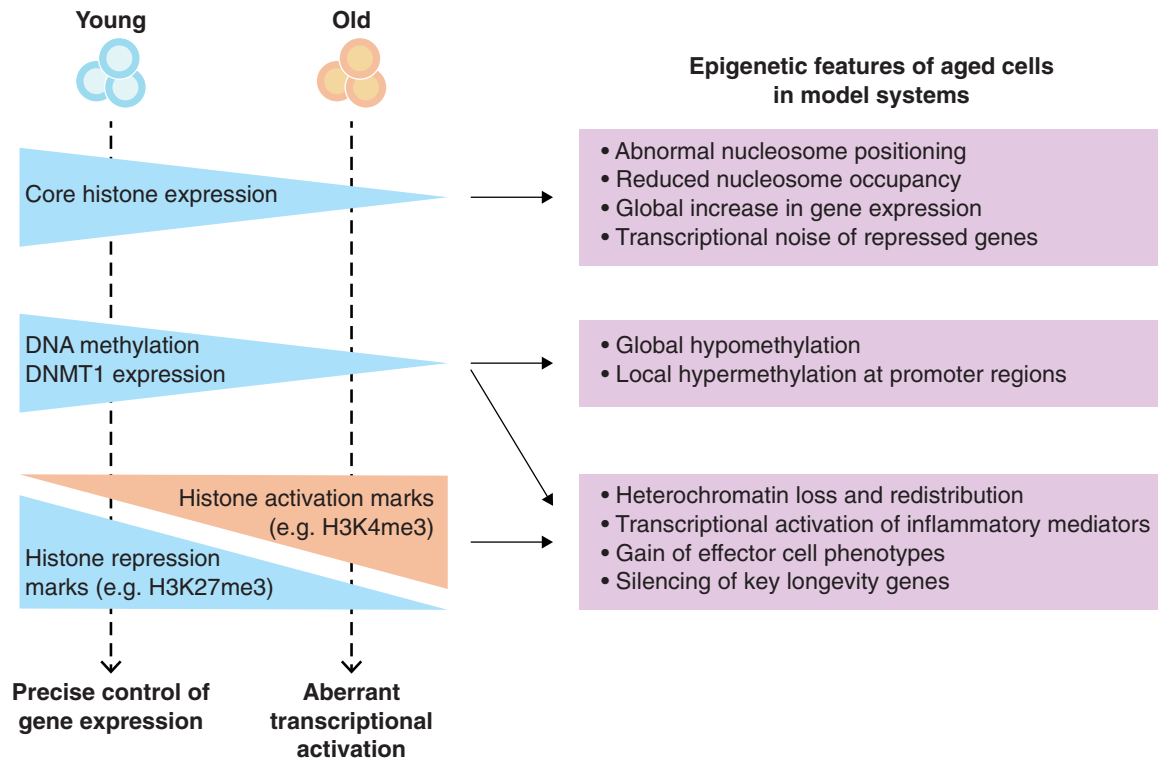 Young
Old
Epigenetic features of aged cells
in model systems
Core histone expression
• Abnormal nucleosome positioning
• Reduced nucleosome occupancy
• Global increase in gene expression
• Transcriptional noise of repressed genes
DNA methylation
DNMT1 expression
• Global hypomethylation
• Local hypermethylation at promoter regions
Histone activation marks
(e.g. H3K4me3)
Histone repression
marks (e.g. H3K27me3)
• Heterochromatin loss and redistribution
• Transcriptional activation of inflammatory mediators
• Gain of effector cell phenotypes
• Silencing of key longevity genes
Precise control of
gene expression
Aberrant
transcriptional
activation